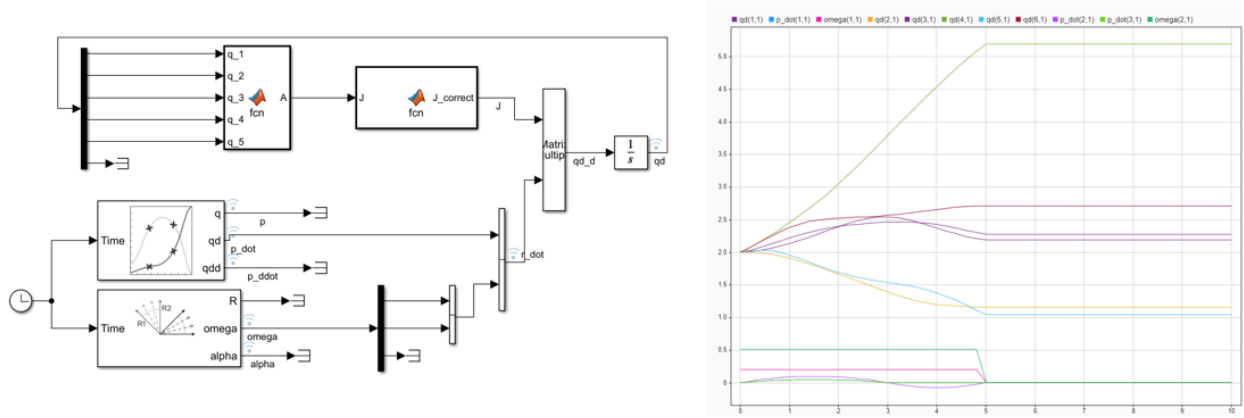 q_1
q_2
q_3
q_4
q_5
A
fcn
J
J_correct
fcn
J
Matrix
Multip
qd_d
1
s
qd
Time
q
qd
qdd
p
p_dot
p_ddot
r_dot
Time
R1
R2
R
omega
alpha
omega
alpha
qd(1,1) p_dot(1,1) omega(1,1) qd(2,1) qd(3,1) qd(4,1) qd(5,1) qd(6,1) p_dot(2,1) p_dot(3,1) omega(2,1)
5.0
4.5
4.0
3.5
3.0
2.5
2.0
1.5
1.0
0.5
0
0 1 2 3 4 5 6 7 8 9 10